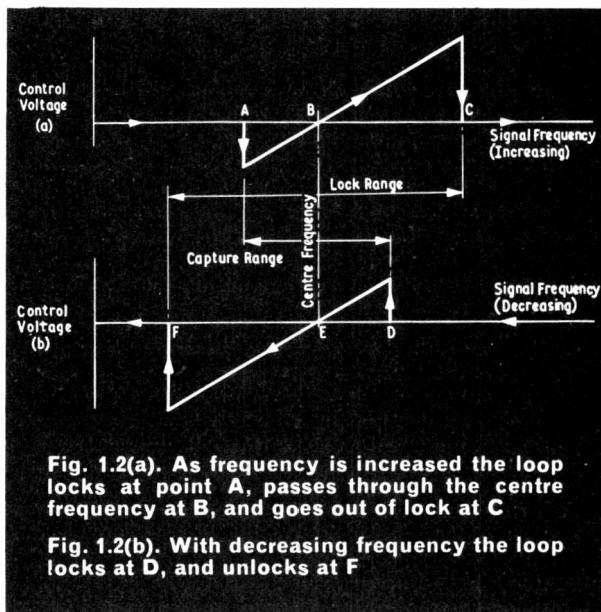 Control
Voltage
(a)
A
B
C
Signal Frequency
(Increasing)
Lock Range
Centre Frequency
Capture Range
Control
Voltage
(b)
Signal Frequency
(Decreasing)
F
E
D
Fig. 1.2(a). As frequency is increased the loop
locks at point A, passes through the centre
frequency at B, and goes out of lock at C
Fig. 1.2(b). With decreasing frequency the loop
locks at D, and unlocks at F